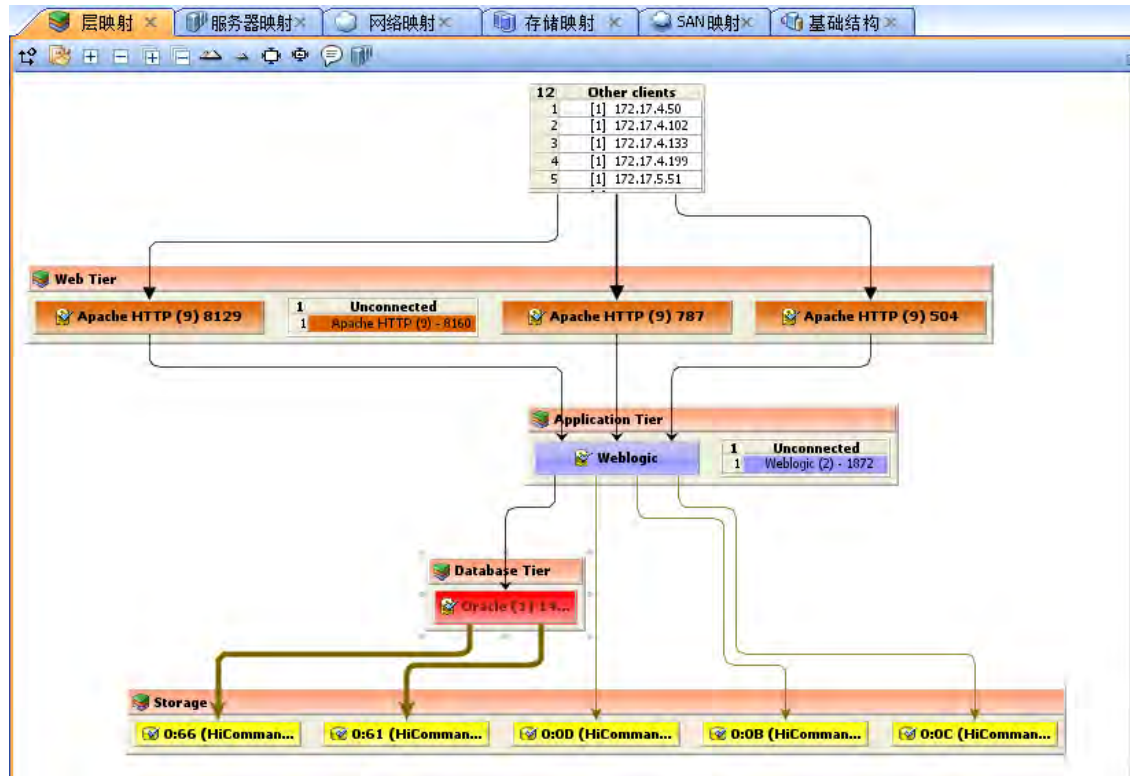 层映射 服务器映射 网络映射 存储映射 SAN映射 基础结构
12 Other clients
1 [1] 172.17.4.50
2 [1] 172.17.4.102
3 [1] 172.17.4.133
4 [1] 172.17.4.199
5 [1] 172.17.5.51
Web Tier
Apache HTTP (9) 8129
1 Unconnected
1 Apache HTTP (9) - 8160
Apache HTTP (9) 787
Apache HTTP (9) 504
Application Tier
Weblogic
1 Unconnected
1 Weblogic (2) - 1872
Database Tier
Oracle (1) 14...
Storage
0:66 (HiComman...
0:61 (HiComman...
0:0D (HiComman...
0:0B (HiComman...
0:0C (HiComman...